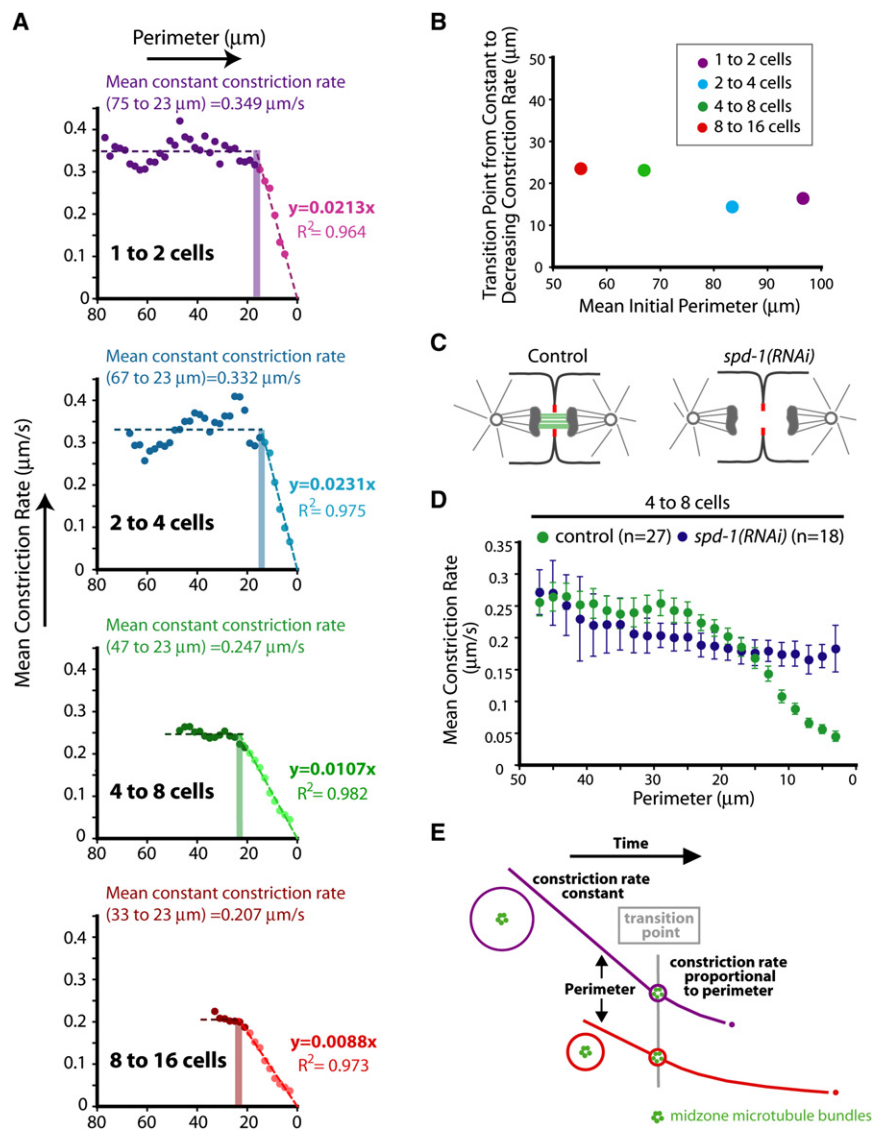 A
Perimeter (μm)
Mean constant constriction rate
(75 to 23 μm) =0.349 μm/s
0.4
0.3
0.2
0.1
0
y=0.0213x
R²= 0.964
1 to 2 cells
80 60 40 20 0
Mean constant constriction rate
(67 to 23 μm)=0.332 μm/s
0.4
0.3
0.2
0.1
0
y=0.0231x
R²= 0.975
2 to 4 cells
80 60 40 20 0
Mean Constriction Rate (μm/s)
Mean constant constriction rate
(47 to 23 μm)=0.247 μm/s
0.4
0.3
0.2
0.1
0
y=0.0107x
R²= 0.982
4 to 8 cells
80 60 40 20 0
Mean constant constriction rate
(33 to 23 μm) =0.207 μm/s
0.4
0.3
0.2
0.1
0
y=0.0088x
R²= 0.973
8 to 16 cells
80 60 40 20 0
B
Transition Point from Constant to
Decreasing Constriction Rate (μm)
50
40
30
20
10
0
1 to 2 cells
2 to 4 cells
4 to 8 cells
8 to 16 cells
50 60 70 80 90 100
Mean Initial Perimeter (μm)
C
Control
spd-1(RNAi)
D
4 to 8 cells
control (n=27) spd-1(RNAi) (n=18)
Mean Constriction Rate
(μm/s)
0.35
0.3
0.25
0.2
0.15
0.1
0.05
0
50 40 30 20 10 0
Perimeter (μm)
E
Time
constriction rate
constant
transition
point
constriction rate
proportional
to perimeter
Perimeter
midzone microtubule bundles